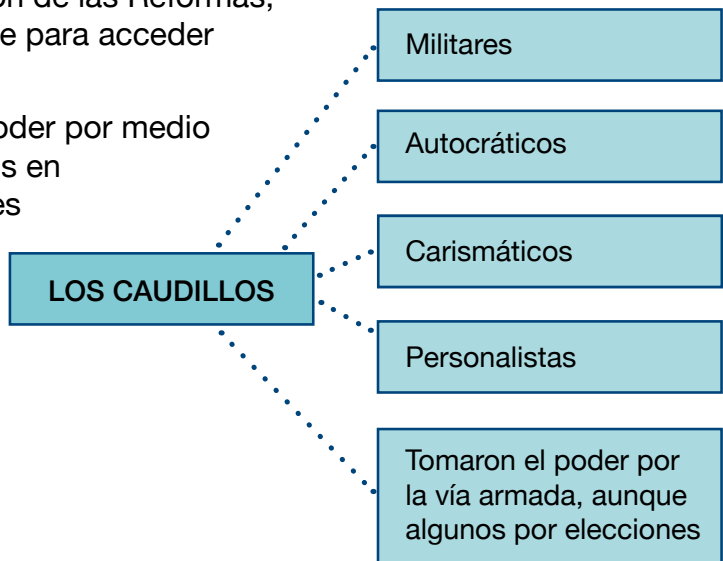 ón de las Reformas,
e para acceder
oder por medio
s en
es
LOS CAUDILLOS
Militares
Autocráticos
Carismáticos
Personalistas
Tomaron el poder por
la vía armada, aunque
algunos por elecciones